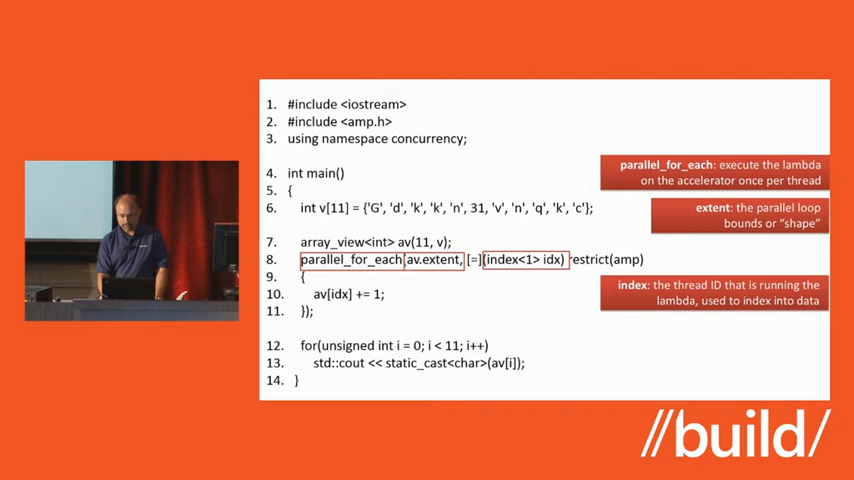 1. #include <iostream>
2. #include <amp.h>
3. using namespace concurrency;
4. int main()
5. {
6. int v[11] = {'G', 'd', 'k', 'k', 'n', 31, 'v', 'n', 'q', 'k', 'c'};
7. array_view<int> av(11, v);
8. parallel_for_each(av.extent, [=](index<1> idx) restrict(amp)
9. {
10. av[idx] += 1;
11. });
12. for(unsigned int i = 0; i < 11; i++)
13. std::cout << static_cast<char>(av[i]);
14. }
parallel_for_each: execute the lambda
on the accelerator once per thread
extent: the parallel loop
bounds or “shape”
index: the thread ID that is running the
lambda, used to index into data
//build/